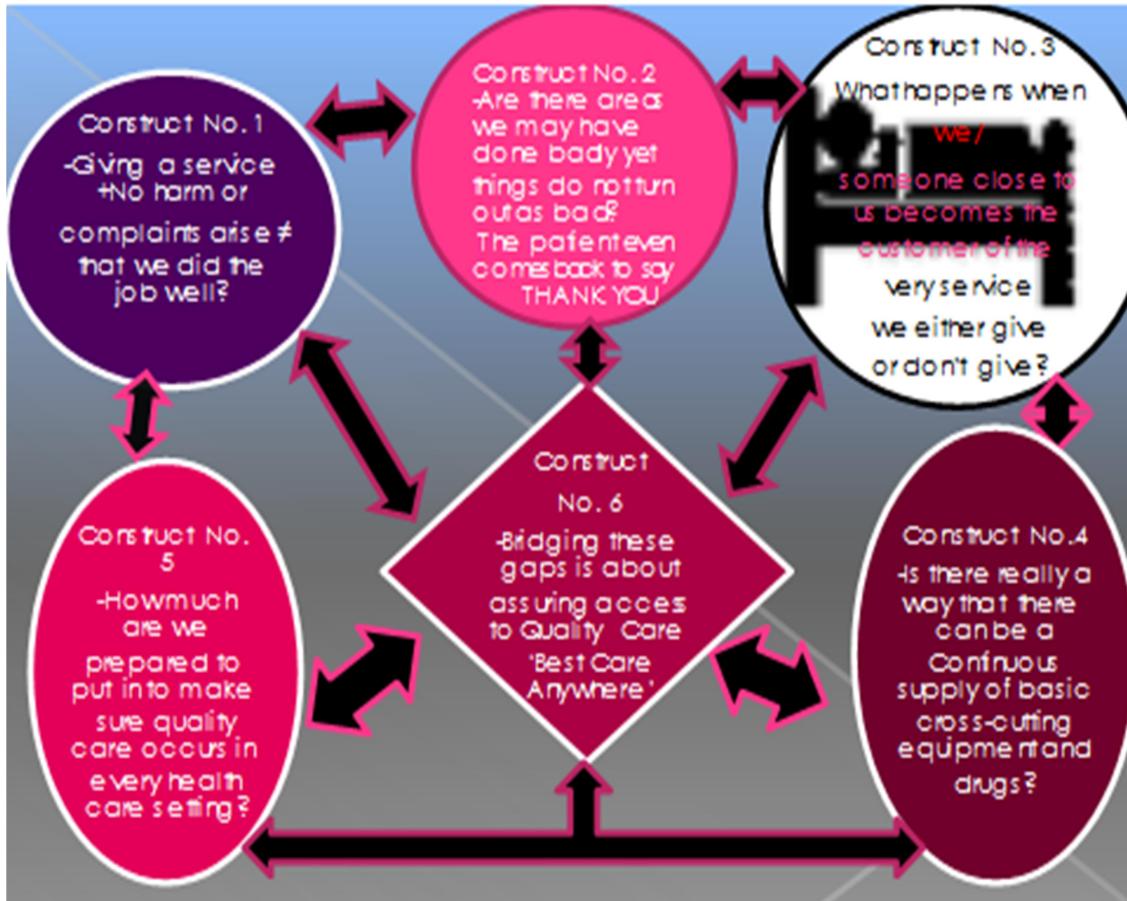 Construct No. 1
-Giving a service
+No harm or
complaints arise ≠
that we did the
job well?
Construct No. 2
-Are there areas
we may have
done badly yet
things do not turn
out as bad?
The patient even
comes back to say
THANK YOU
Construct No. 3
What happens when
we/
someone close to
us becomes the
customer of the
very service
we either give
or don't give?
Construct No.
5
-How much
are we
prepared to
put in to make
sure quality
care occurs in
every health
care setting?
Construct
No. 6
-Bridging these
gaps is about
assuring access
to Quality Care
'Best Care
Anywhere'
Construct No.4
-Is there really a
way that there
can be a
Continuous
supply of basic
cross-cutting
equipment and
drugs?